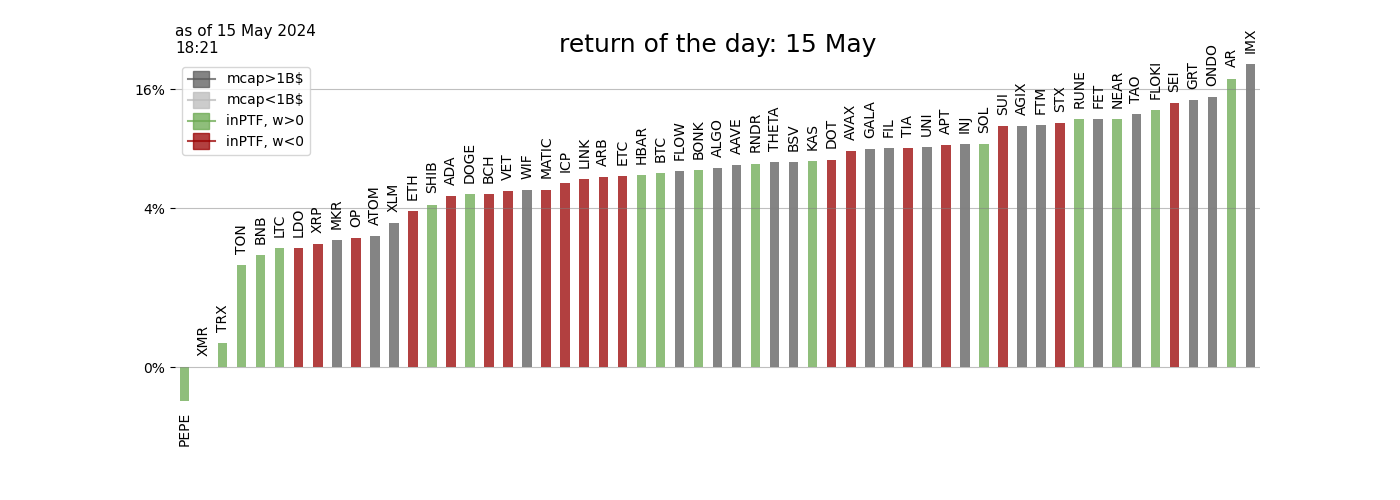 as of 15 May 2024
18:21
return of the day: 15 May
mcap>1B$
mcap<1B$
inPTF, w>0
inPTF, w<0
16%
4%
0%
PEPE
XMR
TRX
TON
BNB
LTC
LDO
XRP
MKR
OP
ATOM
XLM
ETH
SHIB
ADA
DOGE
BCH
VET
WIF
MATIC
ICP
LINK
ARB
ETC
HBAR
BTC
FLOW
BONK
ALGO
AAVE
RNDR
THETA
BSV
KAS
DOT
AVAX
GALA
FIL
TIA
UNI
APT
INJ
SOL
SUI
AGIX
FTM
STX
RUNE
FET
NEAR
TAO
FLOKI
SEI
GRT
ONDO
AR
IMX